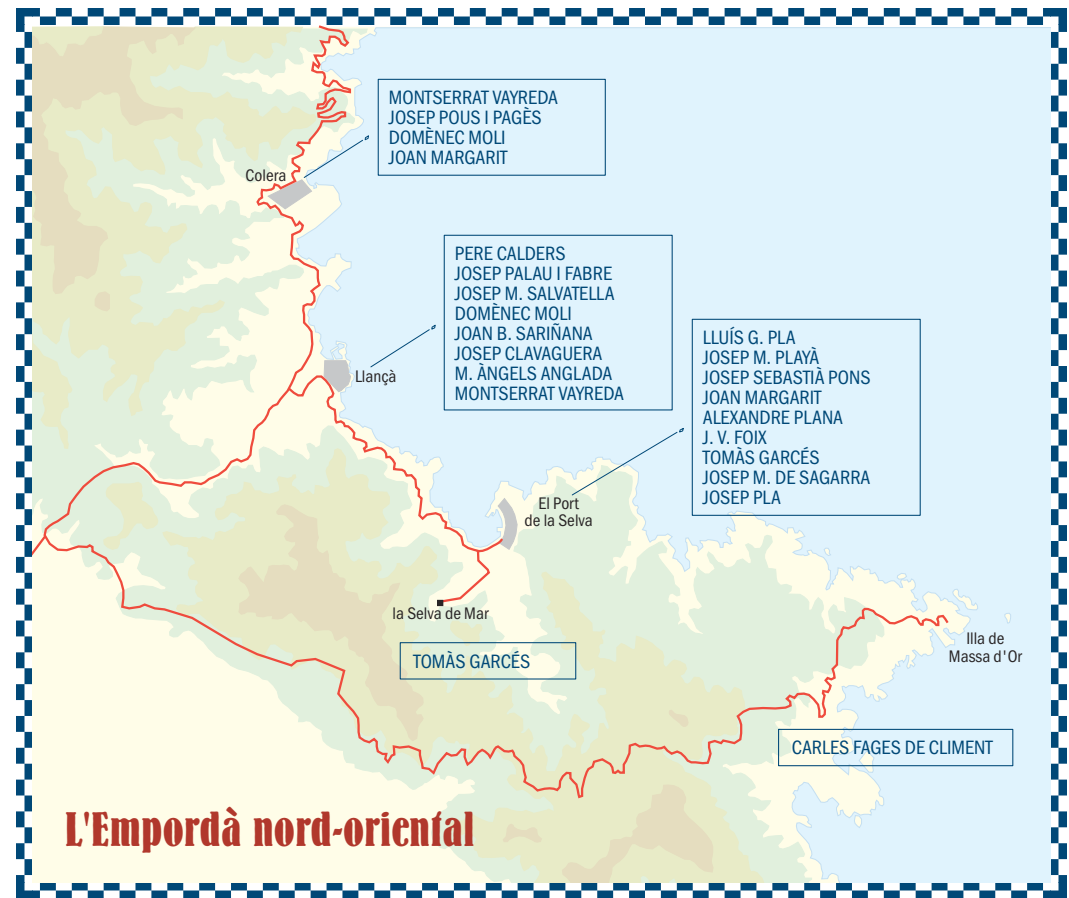 MONTSERRAT VAYREDA
JOSEP POUS I PAGÈS
DOMÈNEC MOLI
JOAN MARGARIT
Colera
PERE CALDERS
JOSEP PALAU I FABRE
JOSEP M. SALVATELLA
DOMÈNEC MOLI
JOAN B. SARIÑANA
JOSEP CLAVAGUERA
M. ÀNGELS ANGLADA
MONTSERRAT VAYREDA
Llançà
LLUÍS G. PLA
JOSEP M. PLAYÀ
JOSEP SEBASTIÀ PONS
JOAN MARGARIT
ALEXANDRE PLANA
J. V. FOIX
TOMÀS GARCÉS
JOSEP M. DE SAGARRA
JOSEP PLA
El Port
de la Selva
la Selva de Mar
TOMÀS GARCÉS
Illa de
Massa d'Or
CARLES FAGES DE CLIMENT
L'Empordà nord-oriental